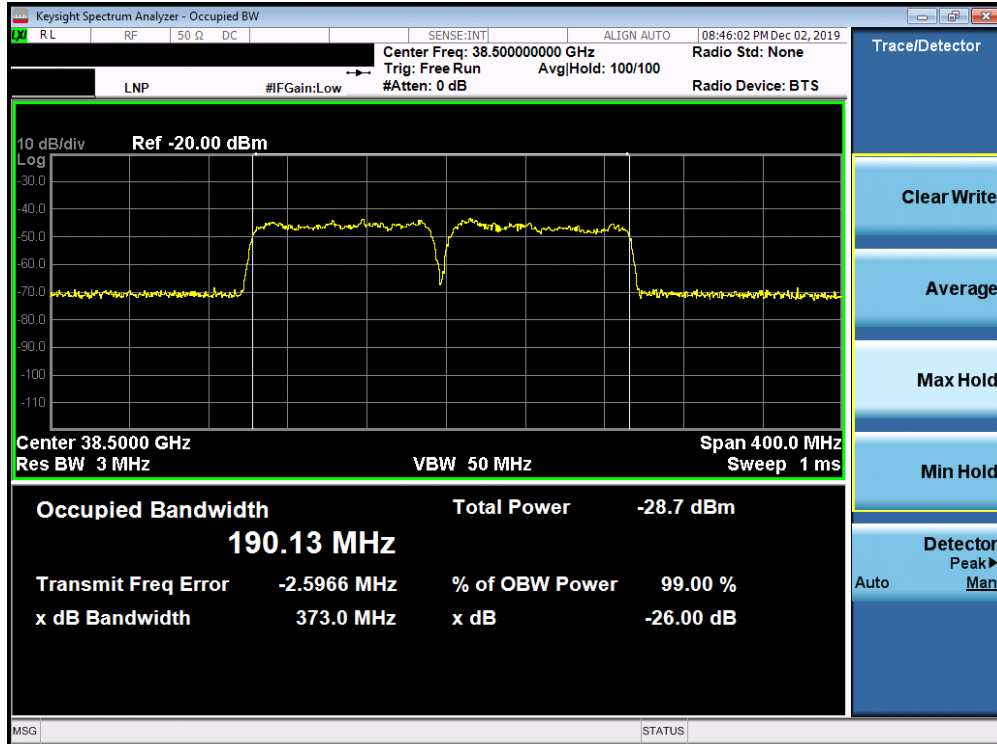 Keysight Spectrum Analyzer - Occupied BW
LXI RL RF 50 Ω DC SENSE:INT ALIGN AUTO 08:46:02 PM Dec 02, 2019
Center Freq: 38.500000000 GHz Radio Std: None
Trig: Free Run Avg|Hold: 100/100
LNP #IFGain:Low #Atten: 0 dB Radio Device: BTS
10 dB/div Ref -20.00 dBm
Log
-30.0
-40.0
-50.0
-60.0
-70.0
-80.0
-90.0
-100
-110
Center 38.5000 GHz Span 400.0 MHz
Res BW 3 MHz VBW 50 MHz Sweep 1 ms
Occupied Bandwidth Total Power -28.7 dBm
190.13 MHz
Transmit Freq Error -2.5966 MHz % of OBW Power 99.00 %
x dB Bandwidth 373.0 MHz x dB -26.00 dB
MSG STATUS
Trace/Detector
Clear Write
Average
Max Hold
Min Hold
Detector
Peak▶
Auto Man